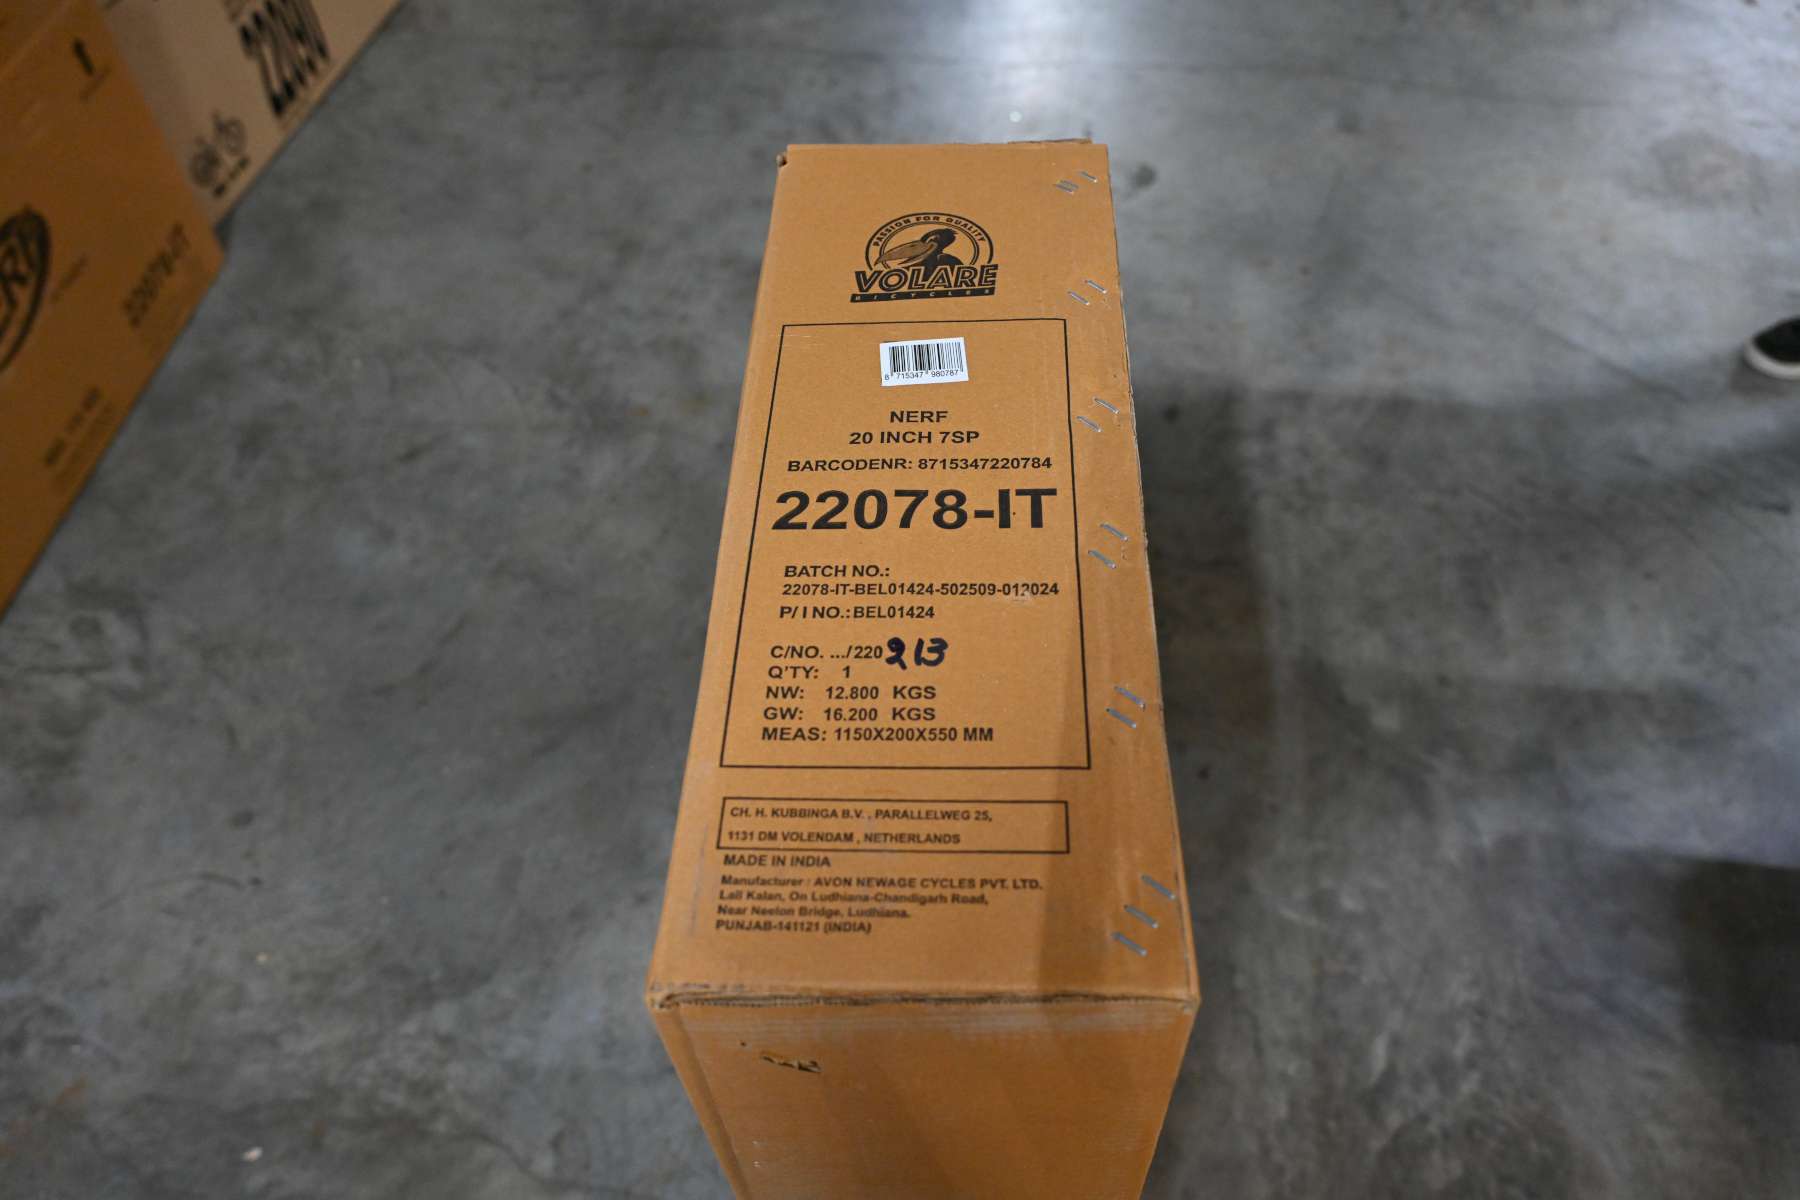 22090
22078-IT
PASSION FOR QUALITY
VOLARE
BICYCLES
8 715347 980787
NERF
20 INCH 7SP
BARCODENR: 8715347220784
22078-IT
BATCH NO.:
22078-IT-BEL01424-502509-012024
P/ I NO.: BEL01424
C/NO. .../ 220 213
Q'TY: 1
NW: 12.800 KGS
GW: 16.200 KGS
MEAS: 1150X200X550 MM
CH. H. KUBBINGA B.V. , PARALLELWEG 25,
1131 DM VOLENDAM , NETHERLANDS
MADE IN INDIA
Manufacturer : AVON NEWAGE CYCLES PVT. LTD.
Lall Kalan, On Ludhiana-Chandigarh Road,
Near Neelon Bridge, Ludhiana.
PUNJAB-141121 (INDIA)